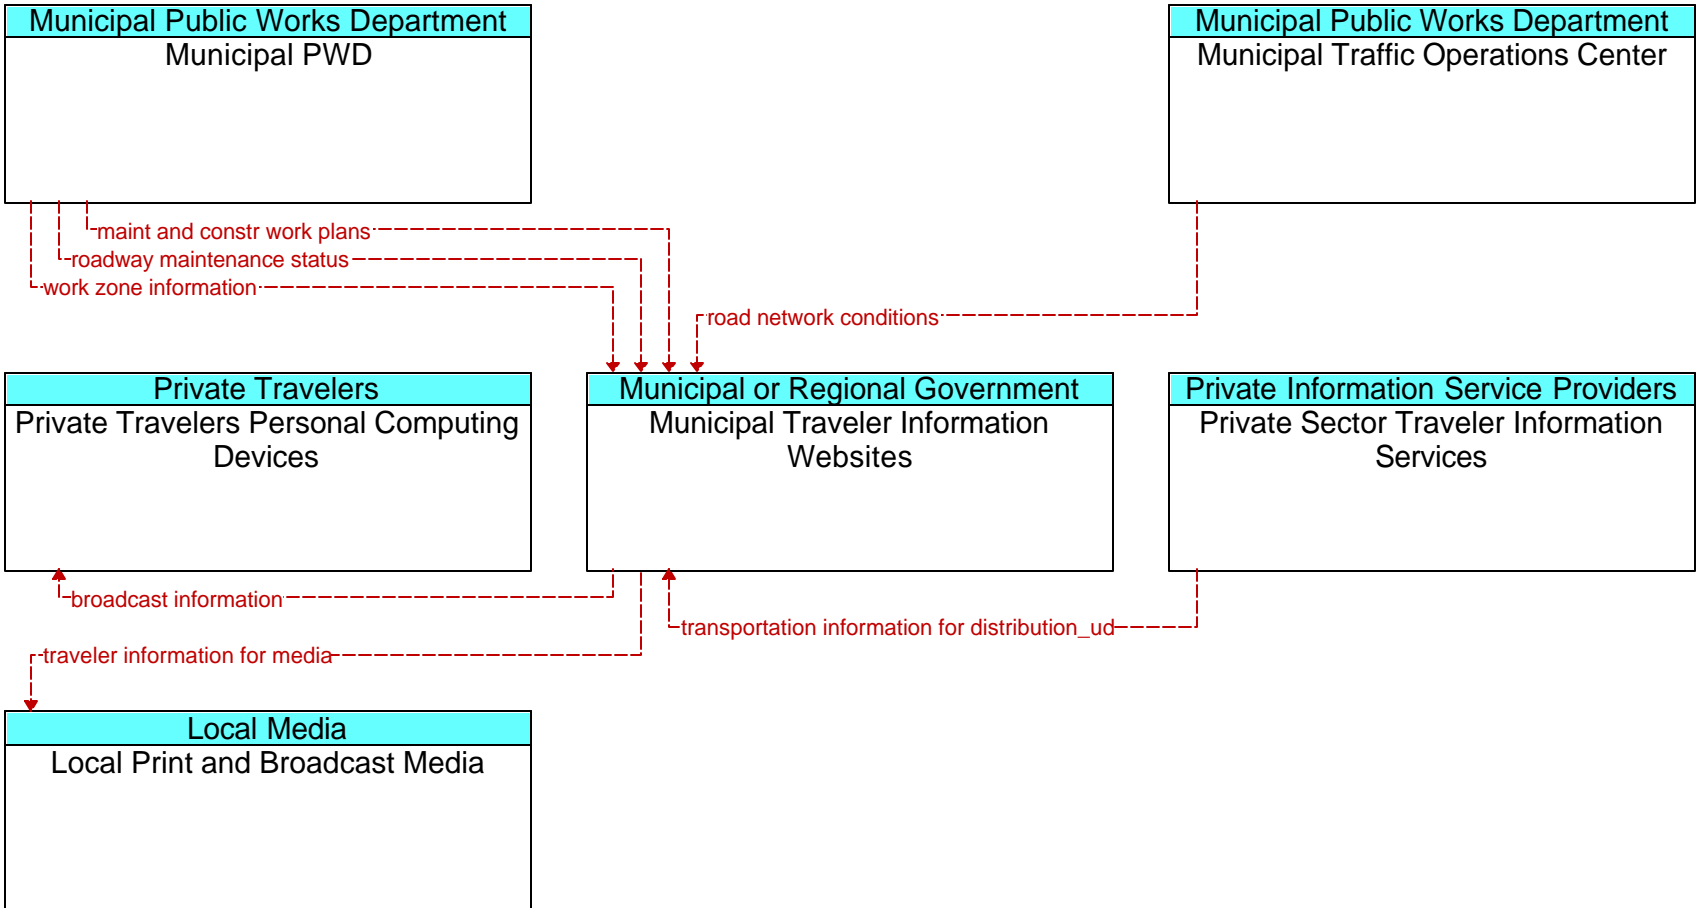 Municipal Public Works Department
Municipal PWD
Municipal Public Works Department
Municipal Traffic Operations Center
maint and constr work plans
roadway maintenance status
work zone information
road network conditions
Private Travelers
Private Travelers Personal Computing
Devices
Municipal or Regional Government
Municipal Traveler Information
Websites
Private Information Service Providers
Private Sector Traveler Information
Services
broadcast information
transportation information for distribution_ud
traveler information for media
Local Media
Local Print and Broadcast Media